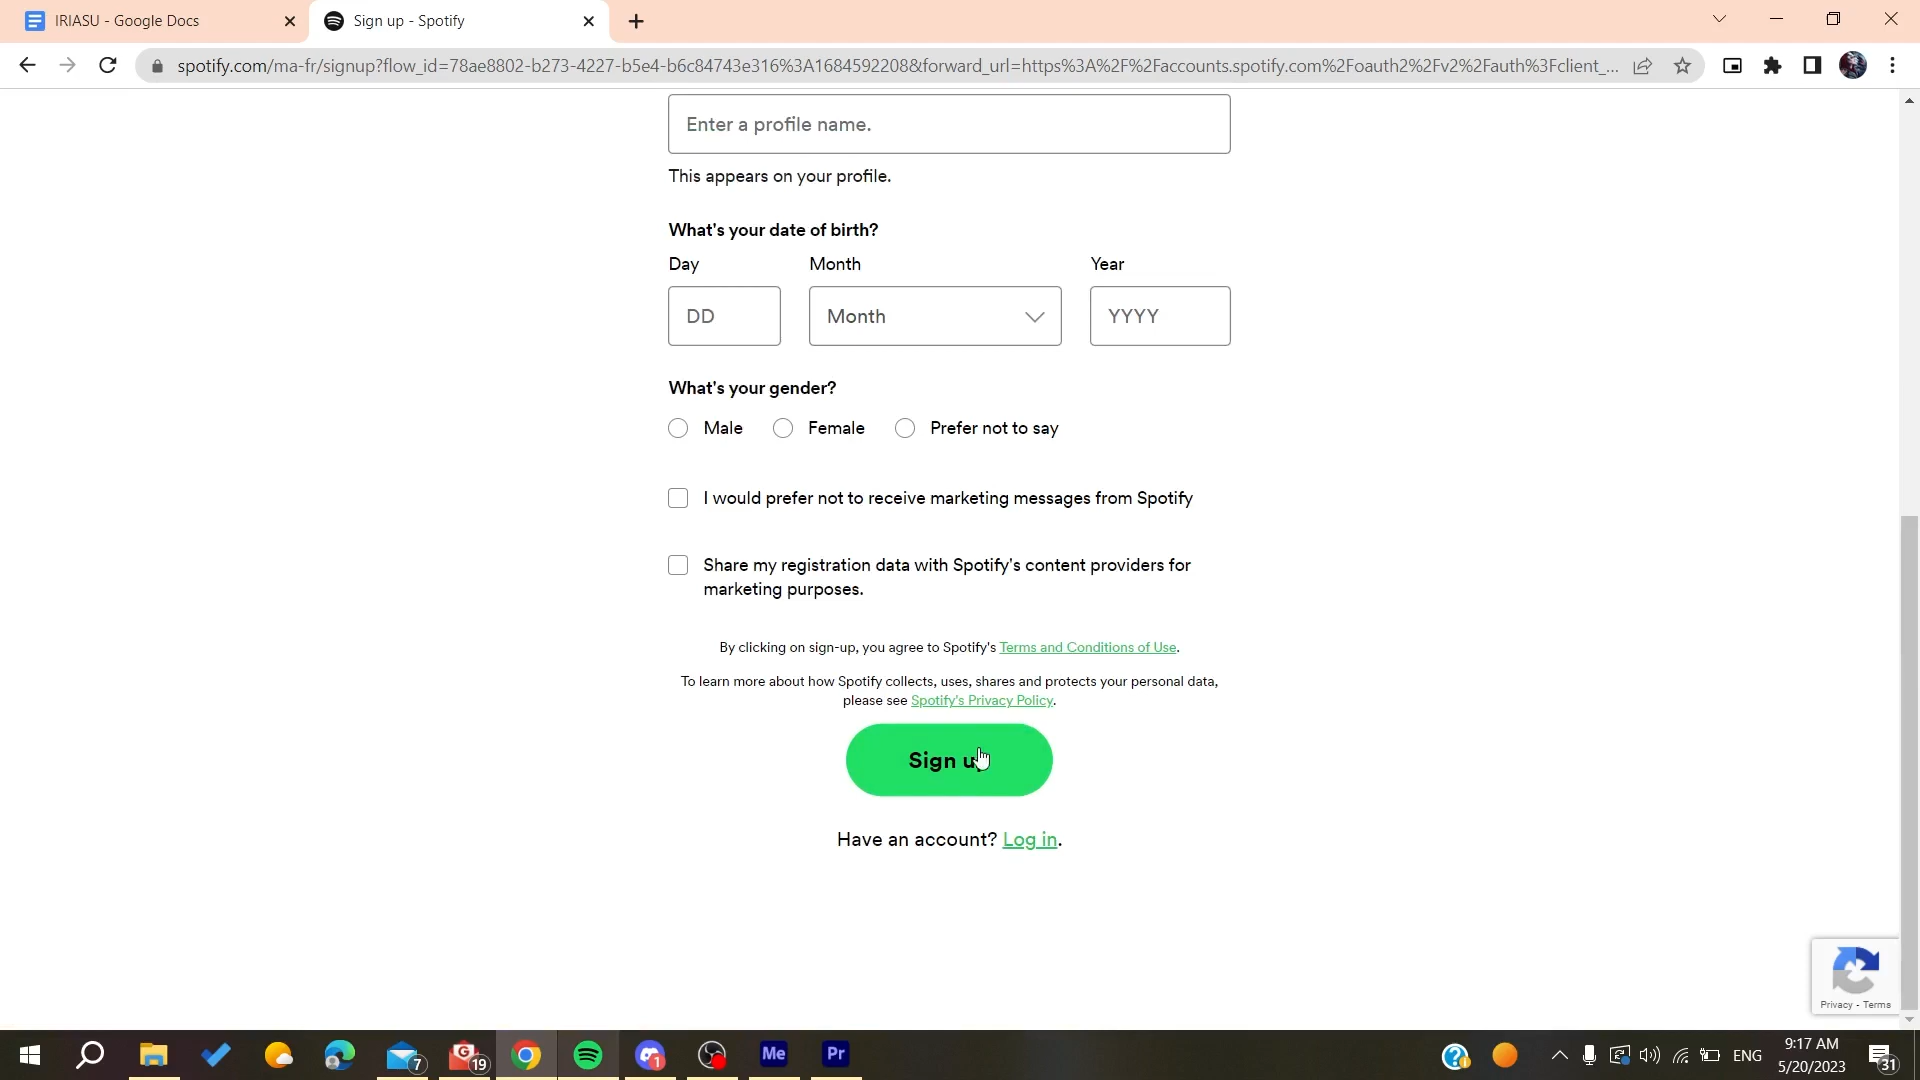 IRIASU - Google Docs
Sign up - Spotify
spotify.com/ma-fr/signup?flow_id=78ae8802-b273-4227-b5e4-b6c84743e316%3A1684592208&forward_url=https%3A%2F%2Faccounts.spotify.com%2Foauth2%2Fv2%2Fauth%3Fclient_...
Enter a profile name.
This appears on your profile.
What's your date of birth?
Day Month Year
DD Month YYYY
What's your gender?
Male Female Prefer not to say
I would prefer not to receive marketing messages from Spotify
Share my registration data with Spotify's content providers for
marketing purposes.
By clicking on sign-up, you agree to Spotify's Terms and Conditions of Use.
To learn more about how Spotify collects, uses, shares and protects your personal data,
please see Spotify's Privacy Policy.
Sign up
Have an account? Log in.
Privacy - Terms
7
19
1
Me
Pr
ENG
9:17 AM
5/20/2023
31